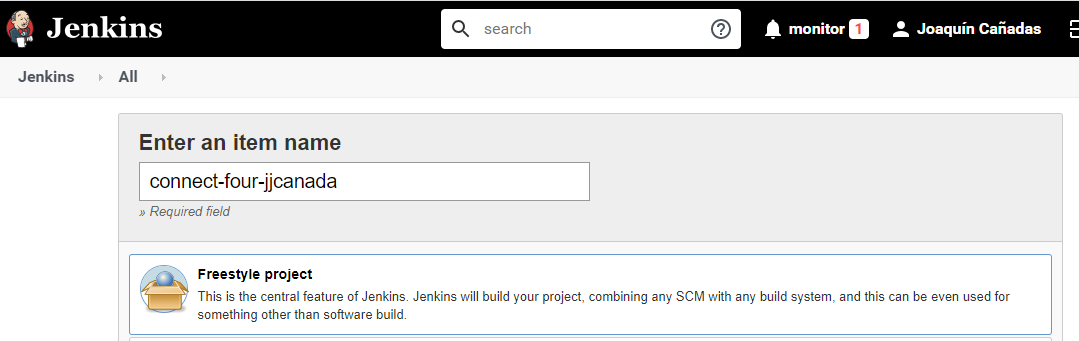 Jenkins
search
monitor 1
Joaquín Cañadas
Jenkins
All
Enter an item name
connect-four-jjcanada
» Required field
Freestyle project
This is the central feature of Jenkins. Jenkins will build your project, combining any SCM with any build system, and this can be even used for
something other than software build.